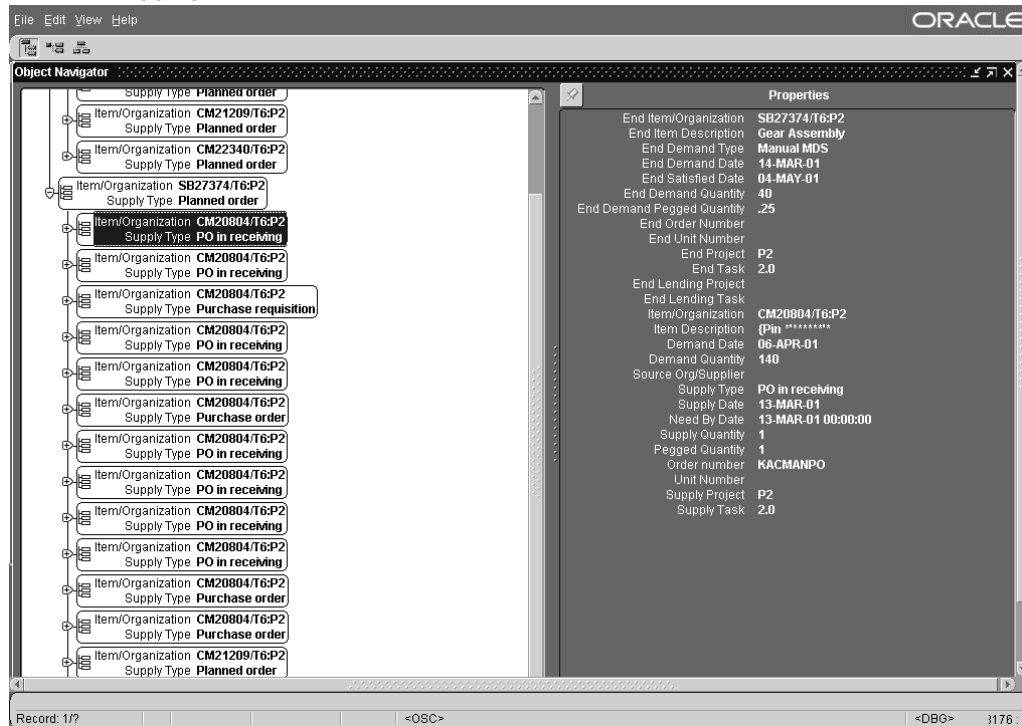 File Edit View Help
ORACLE
Object Navigator
Supply Type Planned order
Item/Organization CM21209/T6:P2
Supply Type Planned order
Item/Organization CM22340/T6:P2
Supply Type Planned order
Item/Organization SB27374/T6:P2
Supply Type Planned order
Item/Organization CM20804/T6:P2
Supply Type PO in receiving
Item/Organization CM20804/T6:P2
Supply Type PO in receiving
Item/Organization CM20804/T6:P2
Supply Type Purchase requisition
Item/Organization CM20804/T6:P2
Supply Type PO in receiving
Item/Organization CM20804/T6:P2
Supply Type PO in receiving
Item/Organization CM20804/T6:P2
Supply Type Purchase order
Item/Organization CM20804/T6:P2
Supply Type PO in receiving
Item/Organization CM20804/T6:P2
Supply Type PO in receiving
Item/Organization CM20804/T6:P2
Supply Type PO in receiving
Item/Organization CM20804/T6:P2
Supply Type PO in receiving
Item/Organization CM20804/T6:P2
Supply Type Purchase order
Item/Organization CM20804/T6:P2
Supply Type Purchase order
Item/Organization CM21209/T6:P2
Supply Type Planned order
Properties
End Item/Organization SB27374/T6:P2
End Item Description Gear Assembly
End Demand Type Manual MDS
End Demand Date 14-MAR-01
End Satisfied Date 04-MAY-01
End Demand Quantity 40
End Demand Pegged Quantity .25
End Order Number
End Unit Number
End Project P2
End Task 2.0
End Lending Project
End Lending Task
Item/Organization CM20804/T6:P2
Item Description {Pin ********
Demand Date 06-APR-01
Demand Quantity 140
Source Org/Supplier
Supply Type PO in receiving
Supply Date 13-MAR-01
Need By Date 13-MAR-01 00:00:00
Supply Quantity 1
Pegged Quantity 1
Order number KACMANPO
Unit Number
Supply Project P2
Supply Task 2.0
Record: 1/? <OSC> <DBG>